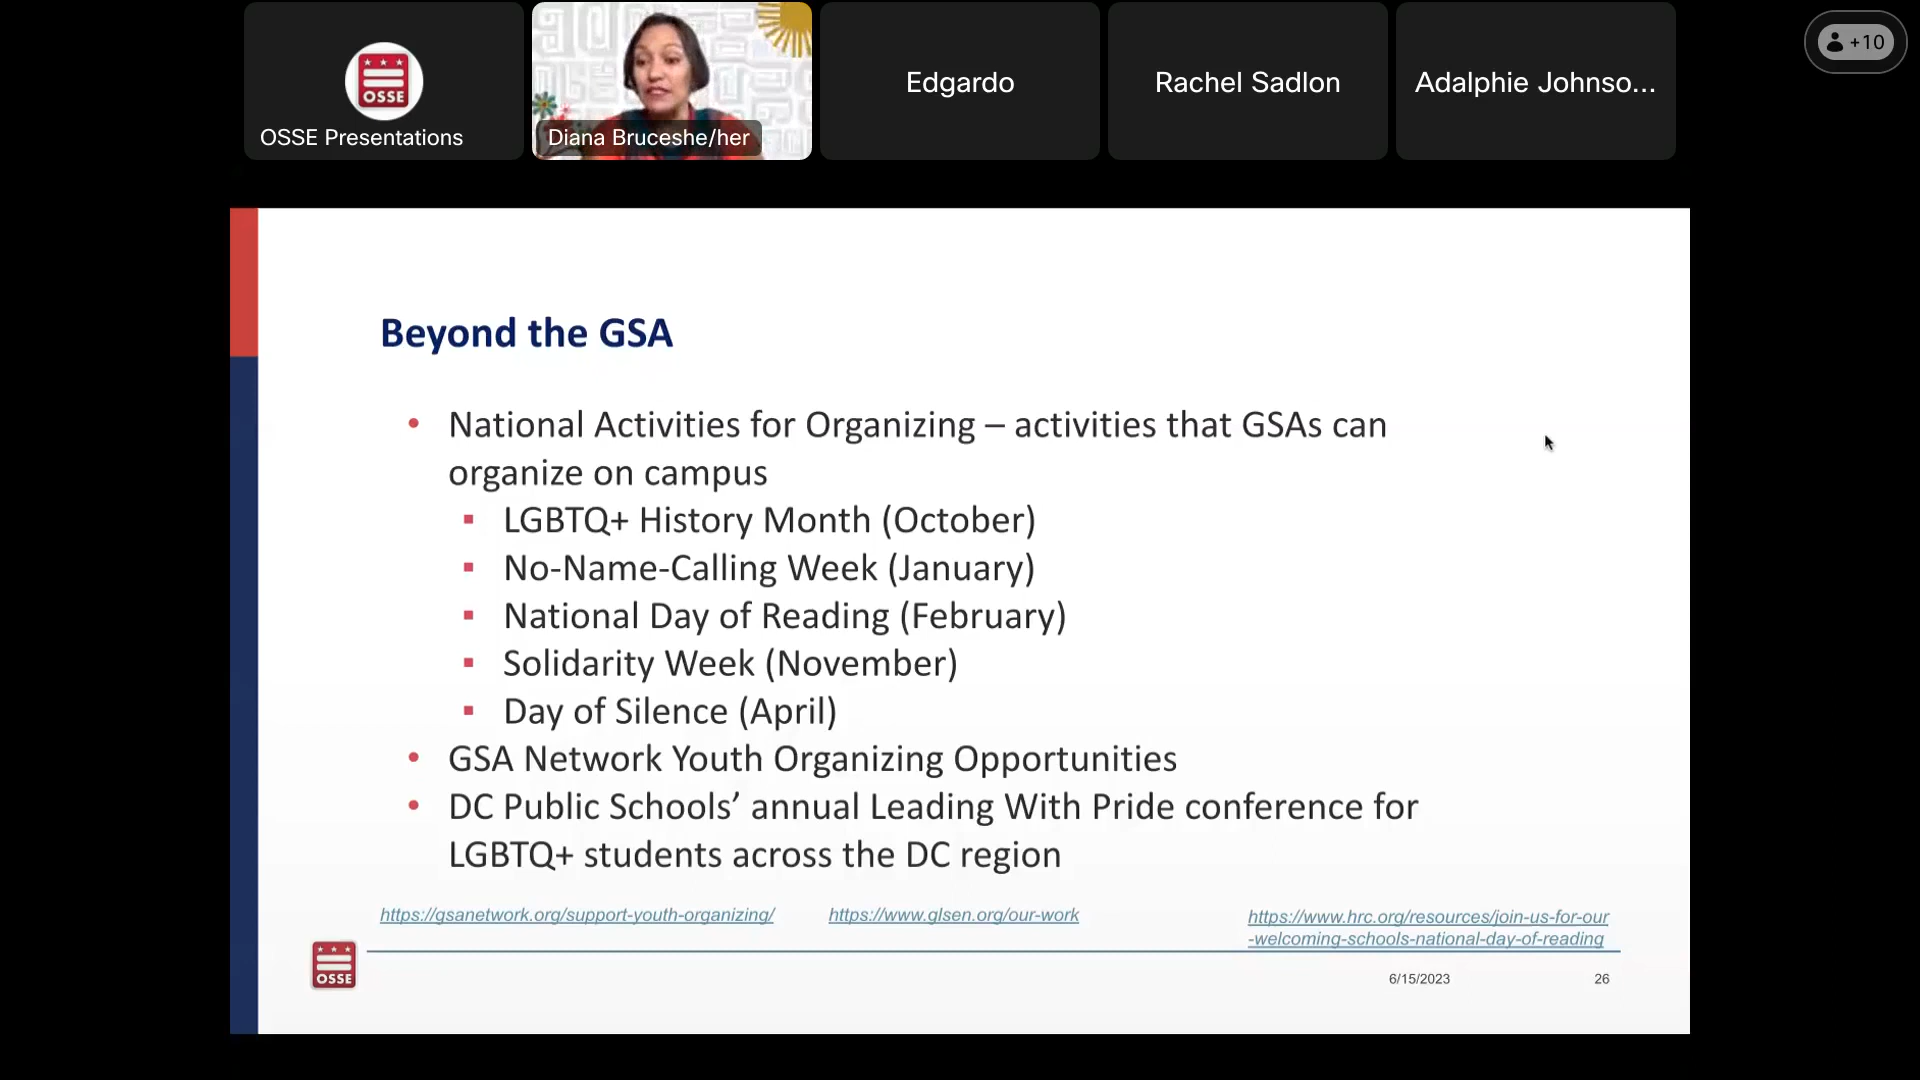 OSSE
OSSE Presentations
Diana Bruceshe/her
Edgardo
Rachel Sadlon
Adalphie Johnso...
+10
Beyond the GSA
• National Activities for Organizing – activities that GSAs can
organize on campus
▪ LGBTQ+ History Month (October)
▪ No-Name-Calling Week (January)
▪ National Day of Reading (February)
▪ Solidarity Week (November)
▪ Day of Silence (April)
• GSA Network Youth Organizing Opportunities
• DC Public Schools’ annual Leading With Pride conference for
LGBTQ+ students across the DC region
https://gsanetwork.org/support-youth-organizing/
https://www.glsen.org/our-work
https://www.hrc.org/resources/join-us-for-our
-welcoming-schools-national-day-of-reading
OSSE
6/15/2023
26